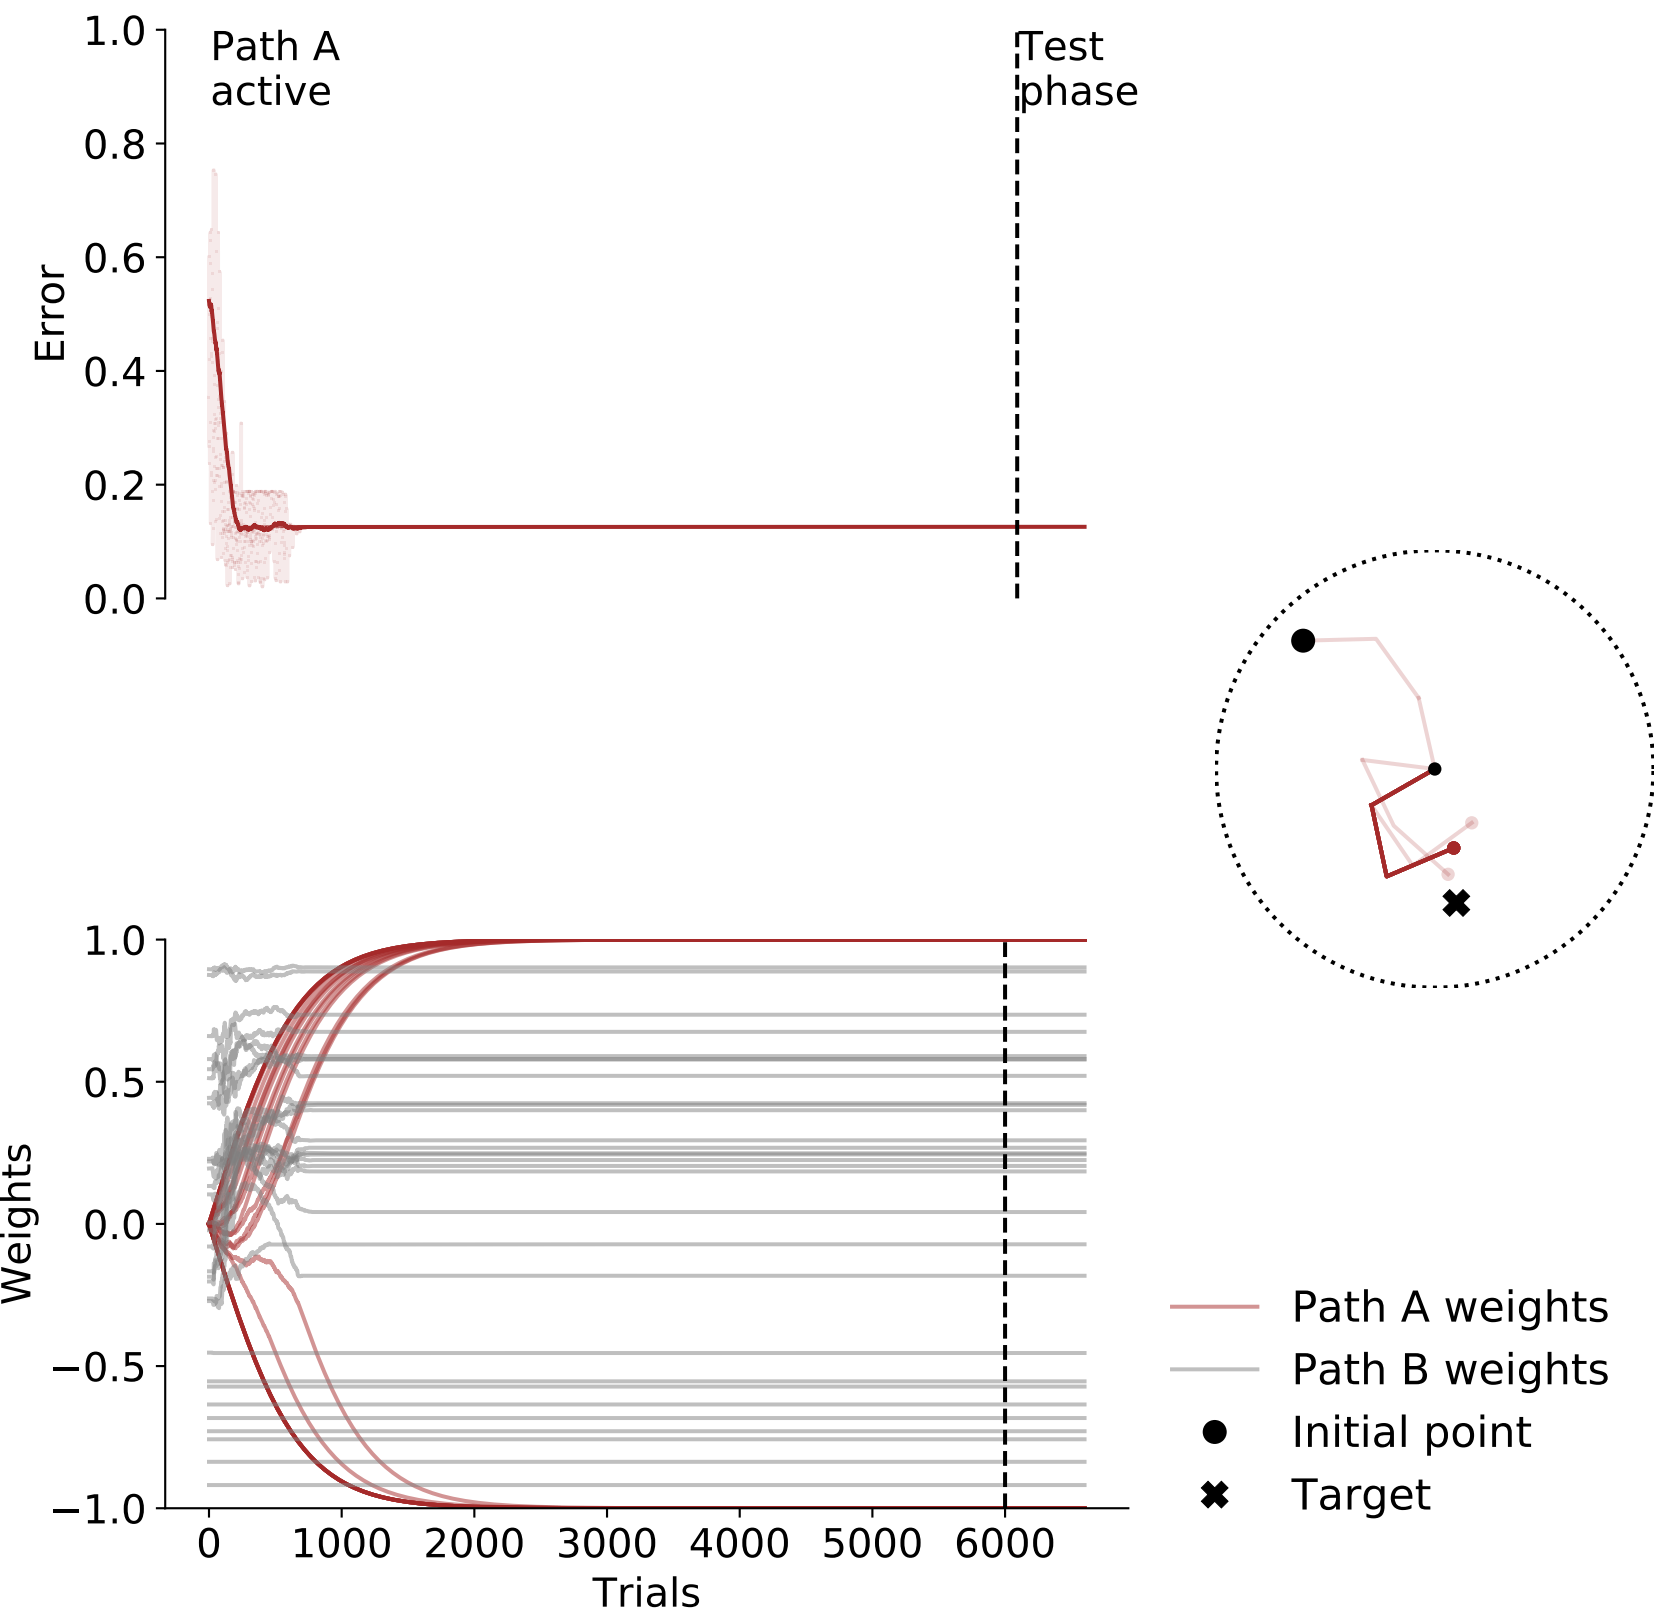 Path A
active
Test
phase
1.0
0.8
0.6
0.4
0.2
0.0
Error
1.0
0.5
0.0
−0.5
−1.0
Weights
0 1000 2000 3000 4000 5000 6000
Trials
Path A weights
Path B weights
Initial point
Target